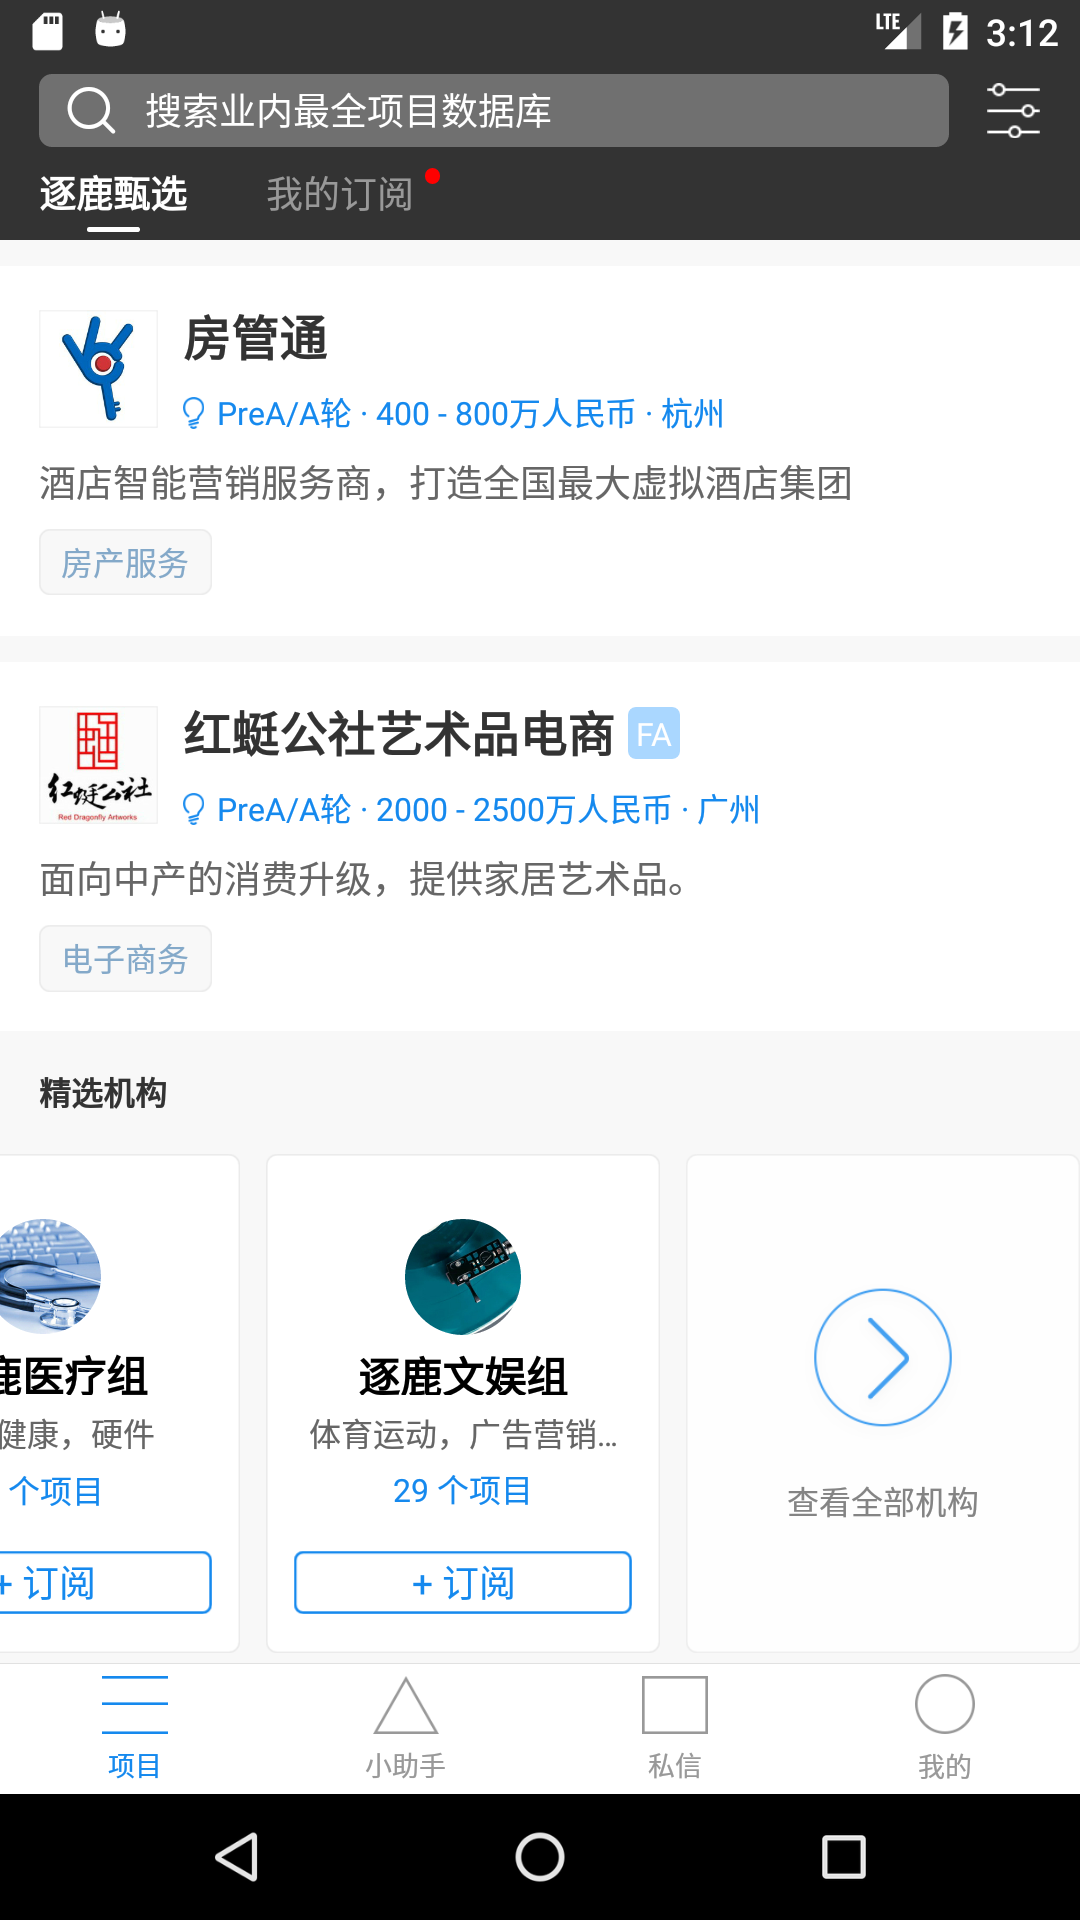 LTE 3:12
搜索业内最全项目数据库
逐鹿甄选 我的订阅
房管通
PreA/A轮 · 400 - 800万人民币 · 杭州
酒店智能营销服务商，打造全国最大虚拟酒店集团
房产服务
红蜓公社艺术品电商 FA
红蜓公社
Red Dragonfly Artworks
PreA/A轮 · 2000 - 2500万人民币 · 广州
面向中产的消费升级，提供家居艺术品。
电子商务
精选机构
鹿医疗组 逐鹿文娱组
健康，硬件 体育运动，广告营销...
个项目 29 个项目 查看全部机构
+ 订阅 + 订阅
项目 小助手 私信 我的